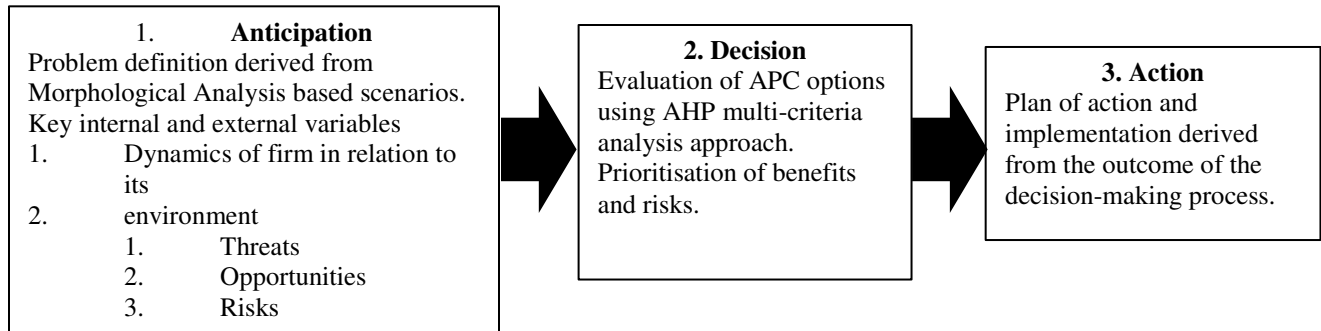 1. Anticipation
Problem definition derived from
Morphological Analysis based scenarios.
Key internal and external variables
1. Dynamics of firm in relation to
its
2. environment
1. Threats
2. Opportunities
3. Risks
2. Decision
Evaluation of APC options
using AHP multi-criteria
analysis approach.
Prioritisation of benefits
and risks.
3. Action
Plan of action and
implementation derived
from the outcome of the
decision-making process.